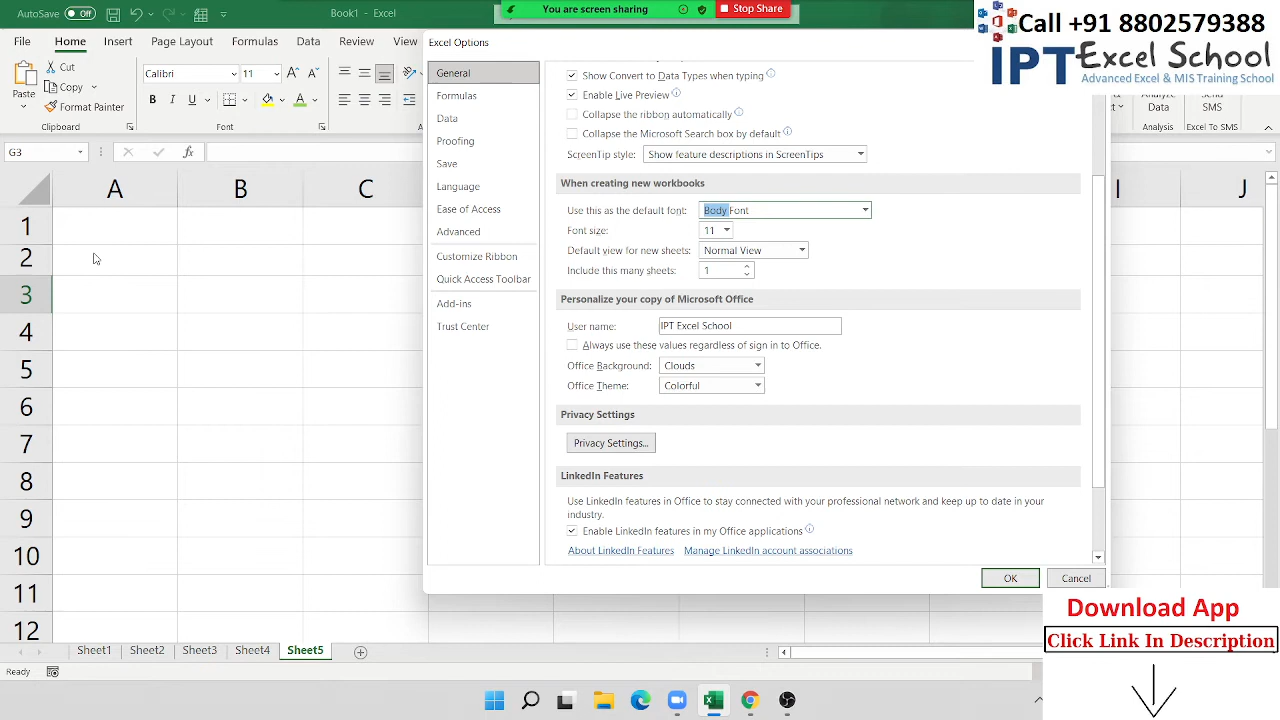 AutoSave Off
Book1 - Excel
You are screen sharing
Stop Share
Call +91 8802579388
IPT Excel School
Advanced Excel & MIS Training School
File Home Insert Page Layout Formulas Data Review View
Excel Options
Paste
Cut
Copy
Format Painter
Clipboard
Calibri 11
B I U
Font
Analyze Data
Analysis
Send SMS
Excel To SMS
G3
fx
A B C I J
1
2
3
4
5
6
7
8
9
10
11
12
General
Formulas
Data
Proofing
Save
Language
Ease of Access
Advanced
Customize Ribbon
Quick Access Toolbar
Add-ins
Trust Center
Show Convert to Data Types when typing
Enable Live Preview
Collapse the ribbon automatically
Collapse the Microsoft Search box by default
ScreenTip style: Show feature descriptions in ScreenTips
When creating new workbooks
Use this as the default font: Body Font
Font size: 11
Default view for new sheets: Normal View
Include this many sheets: 1
Personalize your copy of Microsoft Office
User name: IPT Excel School
Always use these values regardless of sign in to Office.
Office Background: Clouds
Office Theme: Colorful
Privacy Settings
Privacy Settings...
LinkedIn Features
Use LinkedIn features in Office to stay connected with your professional network and keep up to date in your
industry.
Enable LinkedIn features in my Office applications
About LinkedIn Features Manage LinkedIn account associations
OK Cancel
Download App
Click Link In Description
Sheet1 Sheet2 Sheet3 Sheet4 Sheet5
Ready